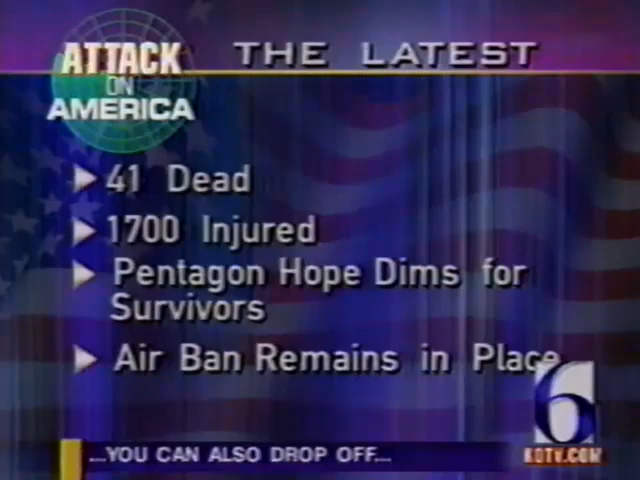 ATTACK
ON
AMERICA
THE LATEST
41 Dead
1700 Injured
Pentagon Hope Dims for
Survivors
Air Ban Remains in Place
6
KOTV.COM
...YOU CAN ALSO DROP OFF...